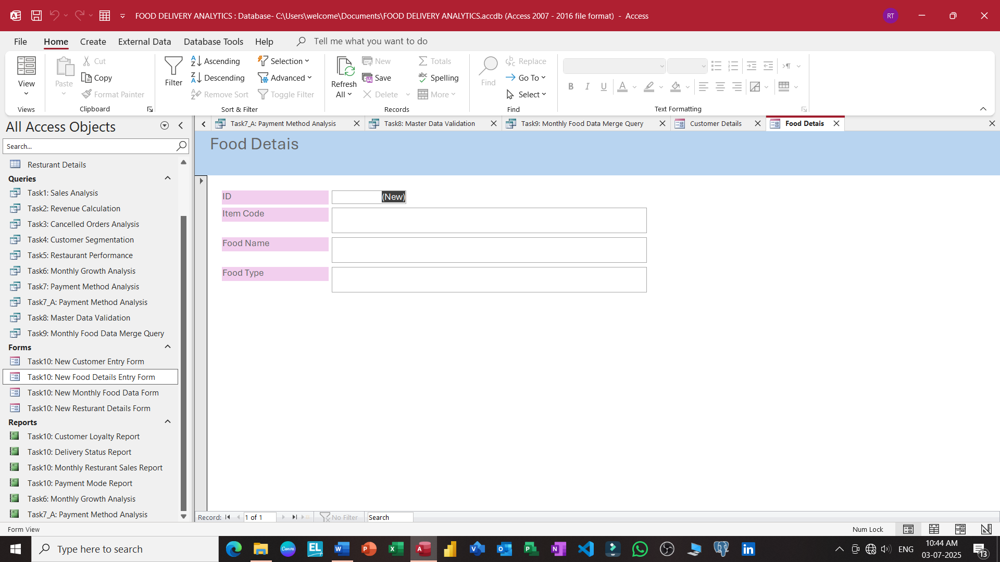 FOOD DELIVERY ANALYTICS : Database- C:\Users\welcome\Documents\FOOD DELIVERY ANALYTICS.accdb (Access 2007 - 2016 file format)  -  Access
RT
File Home Create External Data Database Tools Help Tell me what you want to do
View
Views
Paste
Cut
Copy
Format Painter
Clipboard
Filter
Ascending
Descending
Remove Sort
Selection
Advanced
Toggle Filter
Sort & Filter
Refresh
All
New
Save
Delete
Totals
Spelling
More
Records
Find
Replace
Go To
Select
Find
B I U A
Text Formatting
All Access Objects
Search...
Resturant Details
Queries
Task1: Sales Analysis
Task2: Revenue Calculation
Task3: Cancelled Orders Analysis
Task4: Customer Segmentation
Task5: Restaurant Performance
Task6: Monthly Growth Analysis
Task7: Payment Method Analysis
Task7_A: Payment Method Analysis
Task8: Master Data Validation
Task9: Monthly Food Data Merge Query
Forms
Task10: New Customer Entry Form
Task10: New Food Details Entry Form
Task10: New Monthly Food Data Form
Task10: New Resturant Details Form
Reports
Task10: Customer Loyalty Report
Task10: Delivery Status Report
Task10: Monthly Resturant Sales Report
Task10: Payment Mode Report
Task6: Monthly Growth Analysis
Task7_A: Payment Method Analysis
Task7_A: Payment Method Analysis Task8: Master Data Validation Task9: Monthly Food Data Merge Query Customer Details Food Detais
Food Detais
ID (New)
Item Code
Food Name
Food Type
Record: 1 of 1 No Filter Search
Form View Num Lock
Type here to search
ENG
10:44 AM
03-07-2025
13